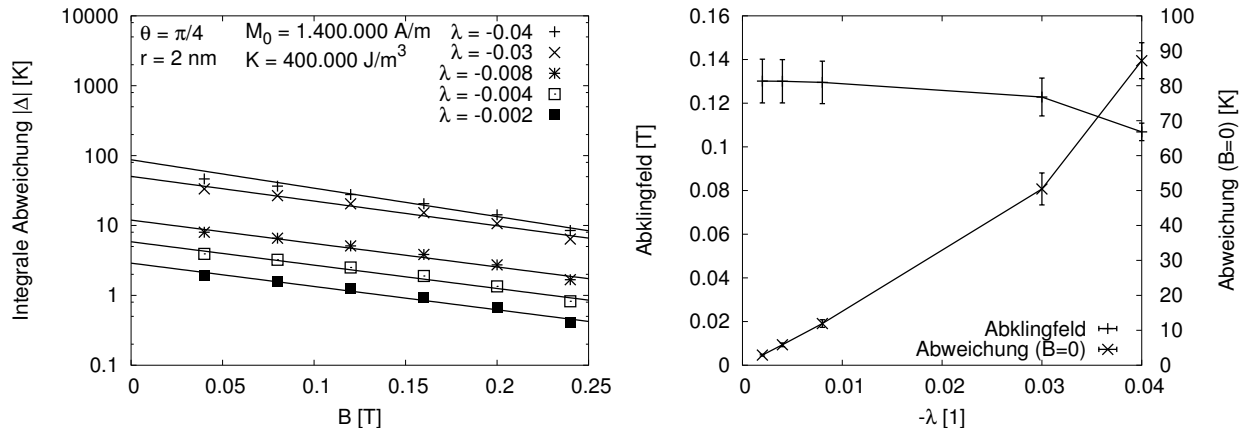 10000
1000
100
10
1
0.1
Integrale Abweichung |Δ| [K]
θ = π/4
r = 2 nm
M0 = 1.400.000 A/m
K = 400.000 J/m³
λ = -0.04
λ = -0.03
λ = -0.008
λ = -0.004
λ = -0.002
0
0.05
0.1
0.15
0.2
0.25
B [T]
0.16
0.14
0.12
0.1
0.08
0.06
0.04
0.02
0
Abklingfeld [T]
Abklingfeld
Abweichung (B=0)
0
0.01
0.02
0.03
0.04
-λ [1]
100
90
80
70
60
50
40
30
20
10
0
Abweichung (B=0) [K]